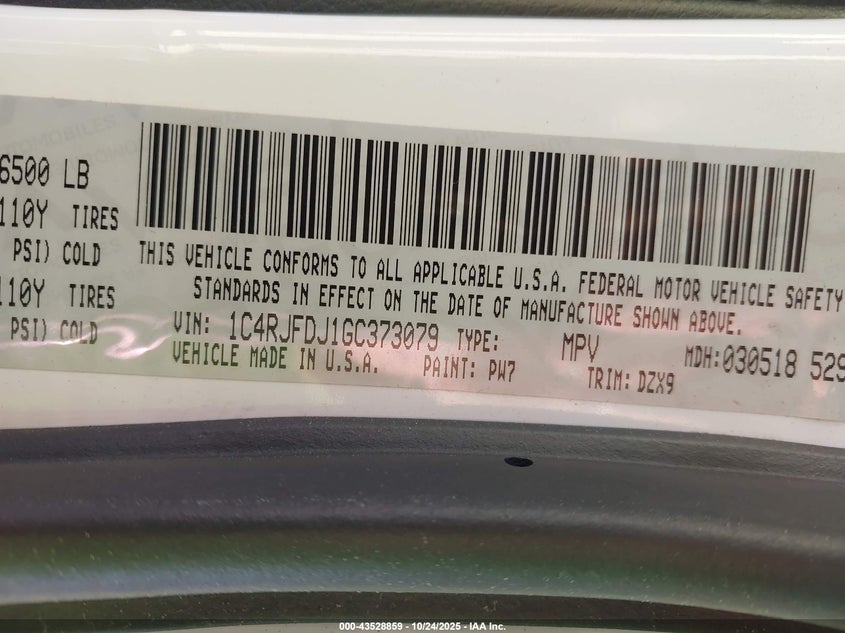 6500 LB
110Y TIRES
PSI) COLD
110Y TIRES
PSI) COLD
THIS VEHICLE CONFORMS TO ALL APPLICABLE U.S.A. FEDERAL MOTOR VEHICLE SAFETY
STANDARDS IN EFFECT ON THE DATE OF MANUFACTURE SHOWN ABOVE.
VIN: 1C4RJFDJ1GC373079 TYPE: MPV MDH:030518 529
VEHICLE MADE IN U.S.A. PAINT: PW7 TRIM: DZX9
000-43528859 - 10/24/2025 - IAA Inc.